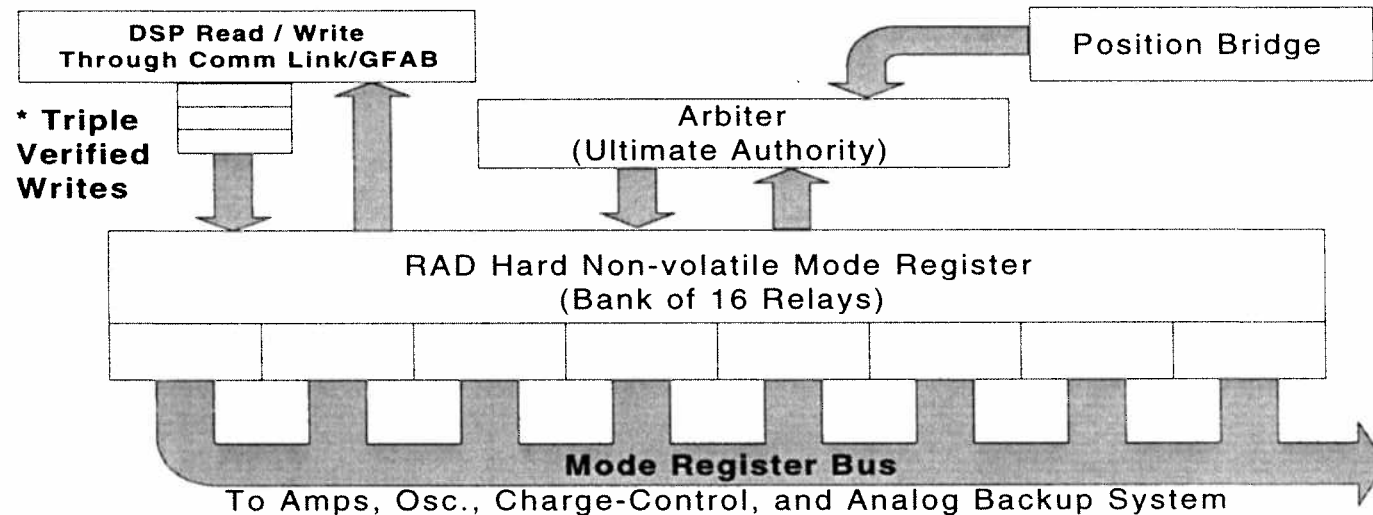 DSP Read / Write
Through Comm Link/GFAB
Position Bridge
* Triple
Verified
Writes
Arbiter
(Ultimate Authority)
RAD Hard Non-volatile Mode Register
(Bank of 16 Relays)
Mode Register Bus
To Amps, Osc., Charge-Control, and Analog Backup System